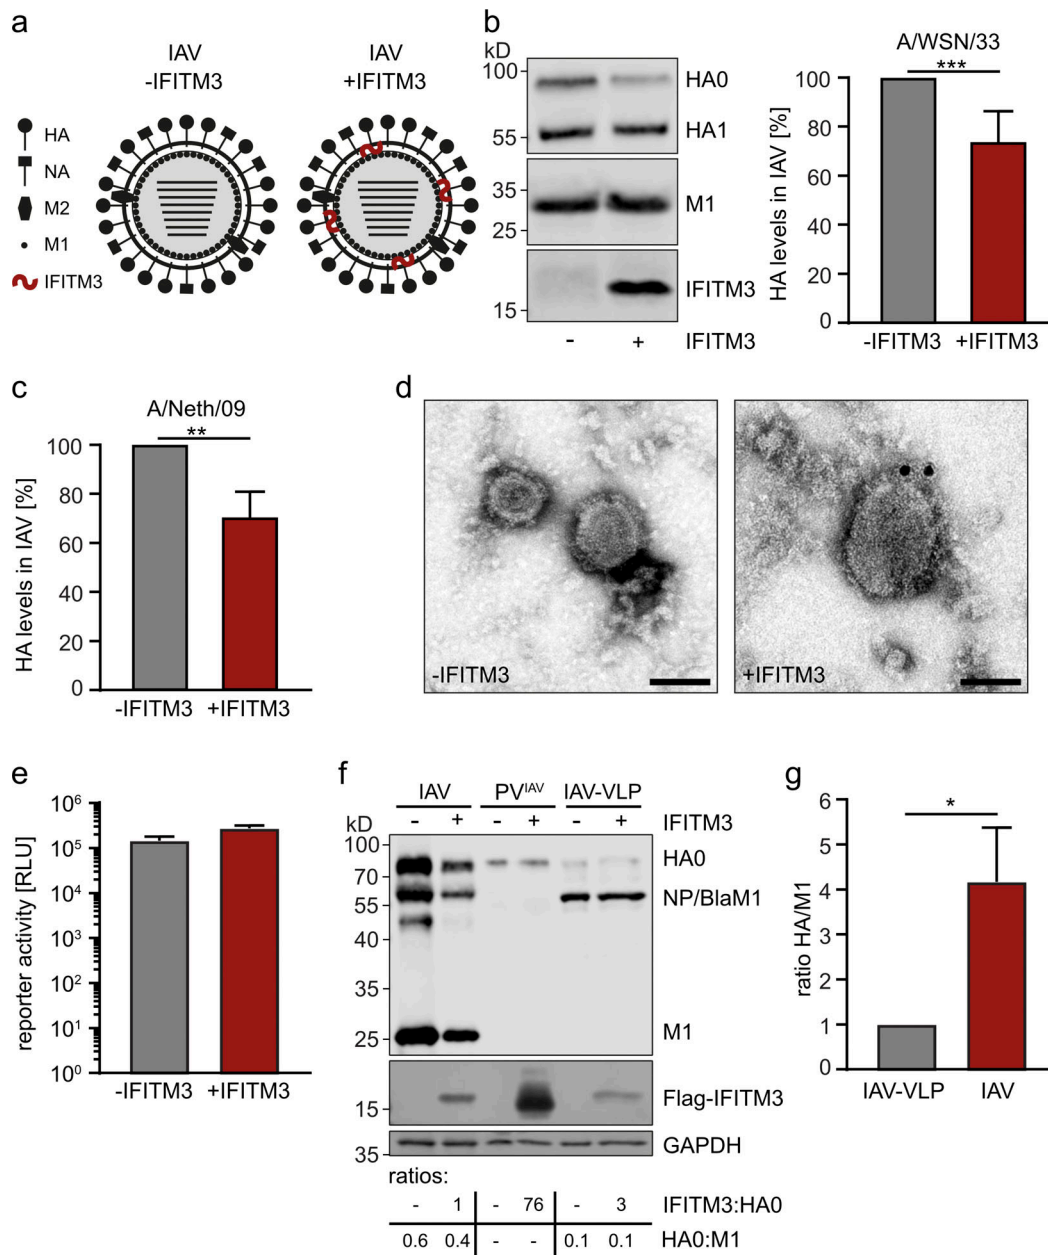 a
IAV
-IFITM3
IAV
+IFITM3
HA
NA
M2
M1
IFITM3
b
kD
100
55
35
25
15
HA0
HA1
M1
IFITM3
- + IFITM3
A/WSN/33
***
HA levels in IAV [%]
100
80
60
40
20
0
-IFITM3 +IFITM3
c
A/Neth/09
**
HA levels in IAV [%]
100
80
60
40
20
0
-IFITM3 +IFITM3
d
-IFITM3
+IFITM3
e
reporter activity [RLU]
10⁶
10⁵
10⁴
10³
10²
10¹
10⁰
-IFITM3 +IFITM3
f
IAV PVᴵᴬⱽ IAV-VLP
- + - + - + IFITM3
kD
100
70
55
40
35
25
15
35
HA0
NP/BlaM1
M1
Flag-IFITM3
GAPDH
ratios:
- 1 - 76 - 3 IFITM3:HA0
0.6 0.4 - - 0.1 0.1 HA0:M1
g
*
ratio HA/M1
6
5
4
3
2
1
0
IAV-VLP IAV